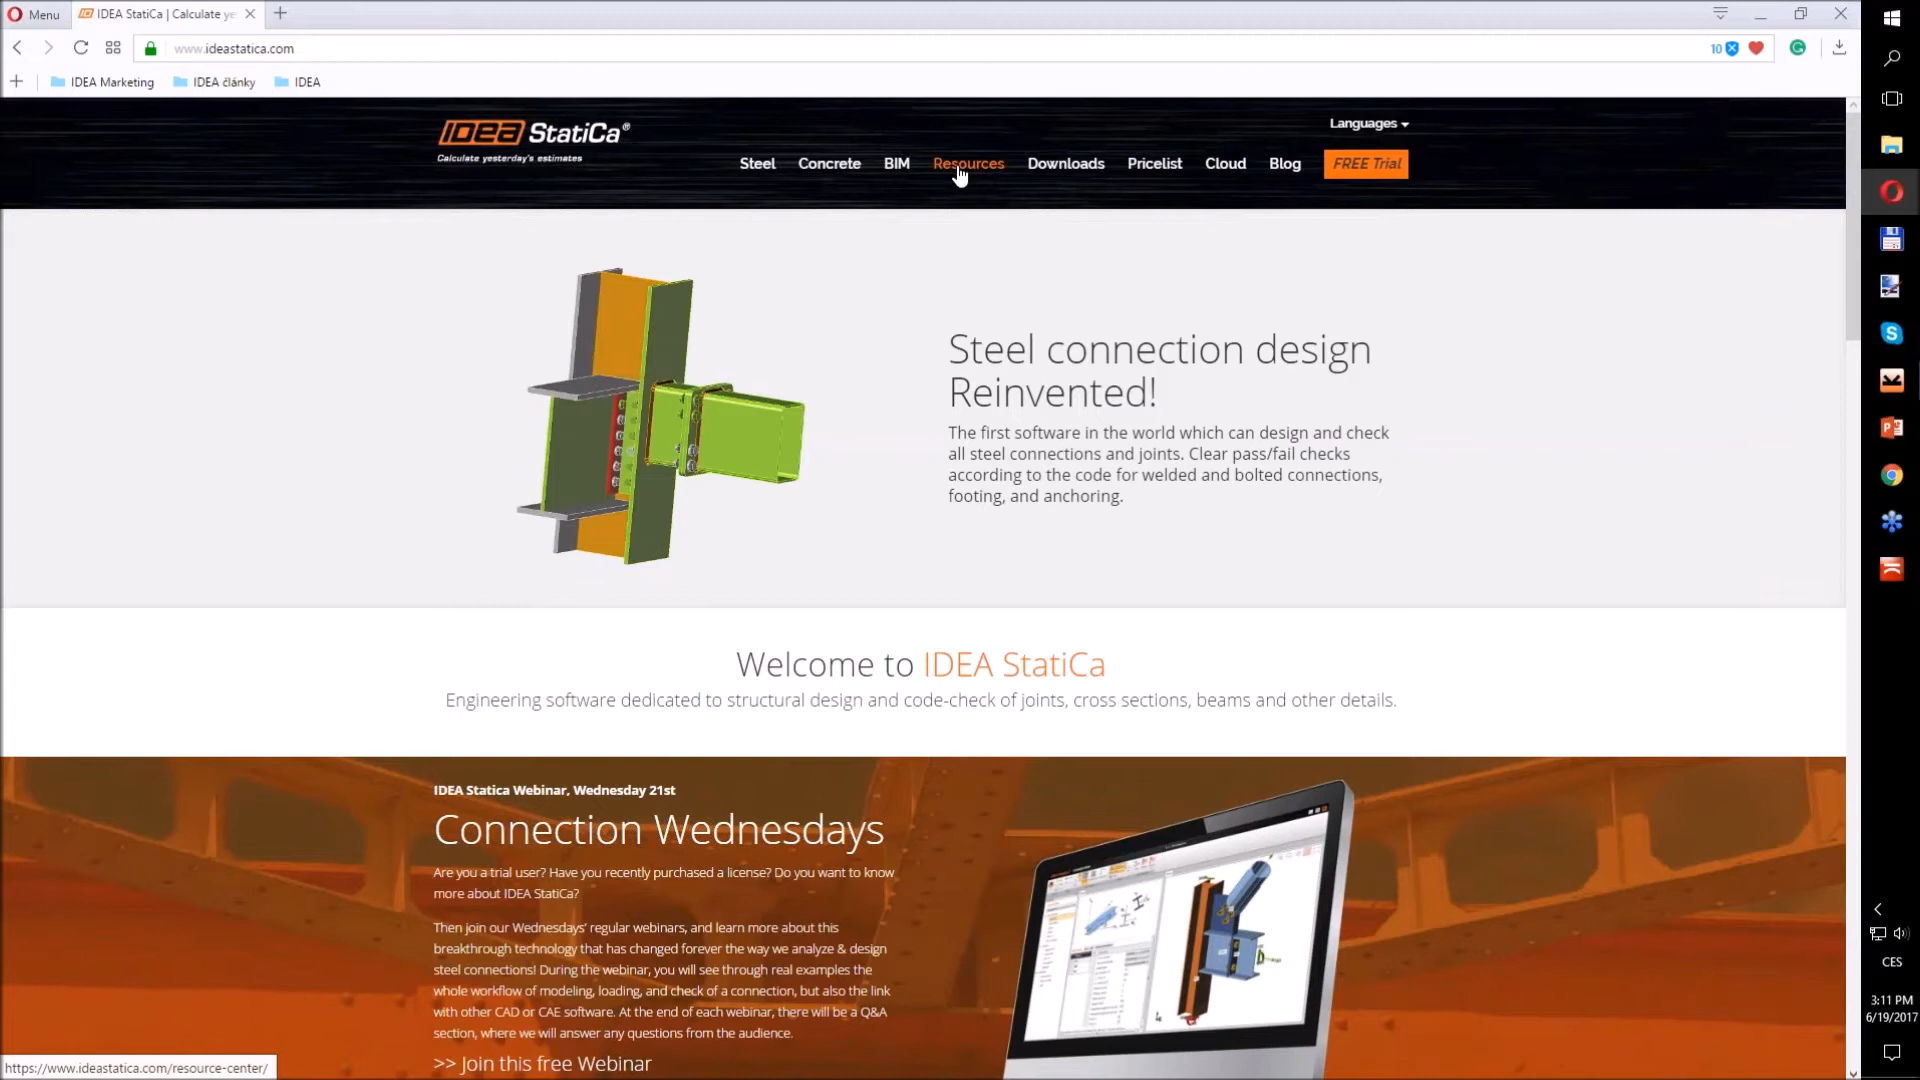 Menu
IDEA StatiCa | Calculate ye
www.ideastatica.com
10
IDEA Marketing
IDEA články
IDEA
IDEA StatiCa®
Calculate yesterday's estimates
Languages
Steel
Concrete
BIM
Resources
Downloads
Pricelist
Cloud
Blog
FREE Trial
Steel connection design
Reinvented!
The first software in the world which can design and check
all steel connections and joints. Clear pass/fail checks
according to the code for welded and bolted connections,
footing, and anchoring.
Welcome to IDEA StatiCa
Engineering software dedicated to structural design and code-check of joints, cross sections, beams and other details.
IDEA Statica Webinar, Wednesday 21st
Connection Wednesdays
Are you a trial user? Have you recently purchased a license? Do you want to know
more about IDEA StatiCa?
Then join our Wednesdays' regular webinars, and learn more about this
breakthrough technology that has changed forever the way we analyze & design
steel connections! During the webinar, you will see through real examples the
whole workflow of modeling, loading, and check of a connection, but also the link
with other CAD or CAE software. At the end of each webinar, there will be a Q&A
section, where we will answer any questions from the audience.
>> Join this free Webinar
https://www.ideastatica.com/resource-center/
CES
3:11 PM
6/19/2017